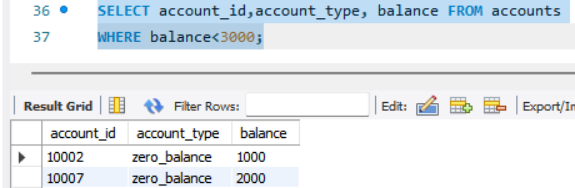 36 SELECT account_id,account_type, balance FROM accounts
37 WHERE balance<3000;
Result Grid Filter Rows: Edit: Export/Im
account_id account_type balance
10002 zero_balance 1000
10007 zero_balance 2000